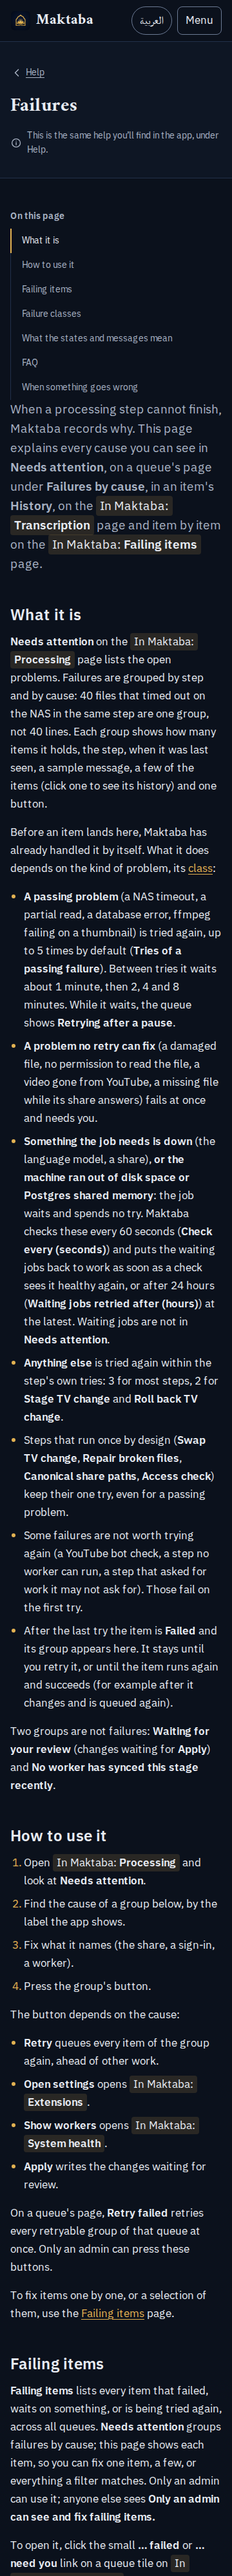 Maktaba
العربية
Menu
Help
Failures
This is the same help you'll find in the app, under
Help.
On this page
What it is
How to use it
Failing items
Failure classes
What the states and messages mean
FAQ
When something goes wrong
When a processing step cannot finish,
Maktaba records why. This page
explains every cause you can see in
Needs attention, on a queue's page
under Failures by cause, in an item's
History, on the In Maktaba:
Transcription page and item by item
on the In Maktaba: Failing items
page.
What it is
Needs attention on the In Maktaba:
Processing page lists the open
problems. Failures are grouped by step
and by cause: 40 files that timed out on
the NAS in the same step are one group,
not 40 lines. Each group shows how many
items it holds, the step, when it was last
seen, a sample message, a few of the
items (click one to see its history) and one
button.
Before an item lands here, Maktaba has
already handled it by itself. What it does
depends on the kind of problem, its class:
• A passing problem (a NAS timeout, a
partial read, a database error, ffmpeg
failing on a thumbnail) is tried again, up
to 5 times by default (Tries of a
passing failure). Between tries it waits
about 1 minute, then 2, 4 and 8
minutes. While it waits, the queue
shows Retrying after a pause.
• A problem no retry can fix (a damaged
file, no permission to read the file, a
video gone from YouTube, a missing file
while its share answers) fails at once
and needs you.
• Something the job needs is down (the
language model, a share), or the
machine ran out of disk space or
Postgres shared memory: the job
waits and spends no try. Maktaba
checks these every 60 seconds (Check
every (seconds)) and puts the waiting
jobs back to work as soon as a check
sees it healthy again, or after 24 hours
(Waiting jobs retried after (hours)) at
the latest. Waiting jobs are not in
Needs attention.
• Anything else is tried again within the
step's own tries: 3 for most steps, 2 for
Stage TV change and Roll back TV
change.
• Steps that run once by design (Swap
TV change, Repair broken files,
Canonical share paths, Access check)
keep their one try, even for a passing
problem.
• Some failures are not worth trying
again (a YouTube bot check, a step no
worker can run, a step that asked for
work it may not ask for). Those fail on
the first try.
• After the last try the item is Failed and
its group appears here. It stays until
you retry it, or until the item runs again
and succeeds (for example after it
changes and is queued again).
Two groups are not failures: Waiting for
your review (changes waiting for Apply)
and No worker has synced this stage
recently.
How to use it
1. Open In Maktaba: Processing and
look at Needs attention.
2. Find the cause of a group below, by the
label the app shows.
3. Fix what it names (the share, a sign-in,
a worker).
4. Press the group's button.
The button depends on the cause:
• Retry queues every item of the group
again, ahead of other work.
• Open settings opens In Maktaba:
Extensions.
• Show workers opens In Maktaba:
System health.
• Apply writes the changes waiting for
review.
On a queue's page, Retry failed retries
every retryable group of that queue at
once. Only an admin can press these
buttons.
To fix items one by one, or a selection of
them, use the Failing items page.
Failing items
Failing items lists every item that failed,
waits on something, or is being tried again,
across all queues. Needs attention groups
failures by cause; this page shows each
item, so you can fix one item, a few, or
everything a filter matches. Only an admin
can use it; anyone else sees Only an admin
can see and fix failing items.
To open it, click the small … failed or …
need you link on a queue tile on In